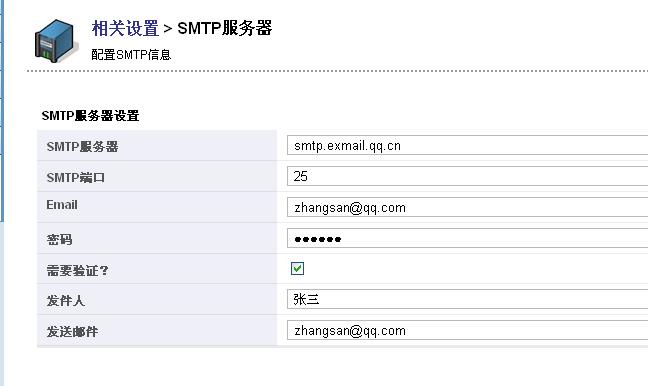 相关设置 > SMTP服务器
配置SMTP信息
SMTP服务器设置
SMTP服务器 smtp.exmail.qq.cn
SMTP端口 25
Email zhangsan@qq.com
密码 ●●●●●●
需要验证？
发件人 张三
发送邮件 zhangsan@qq.com